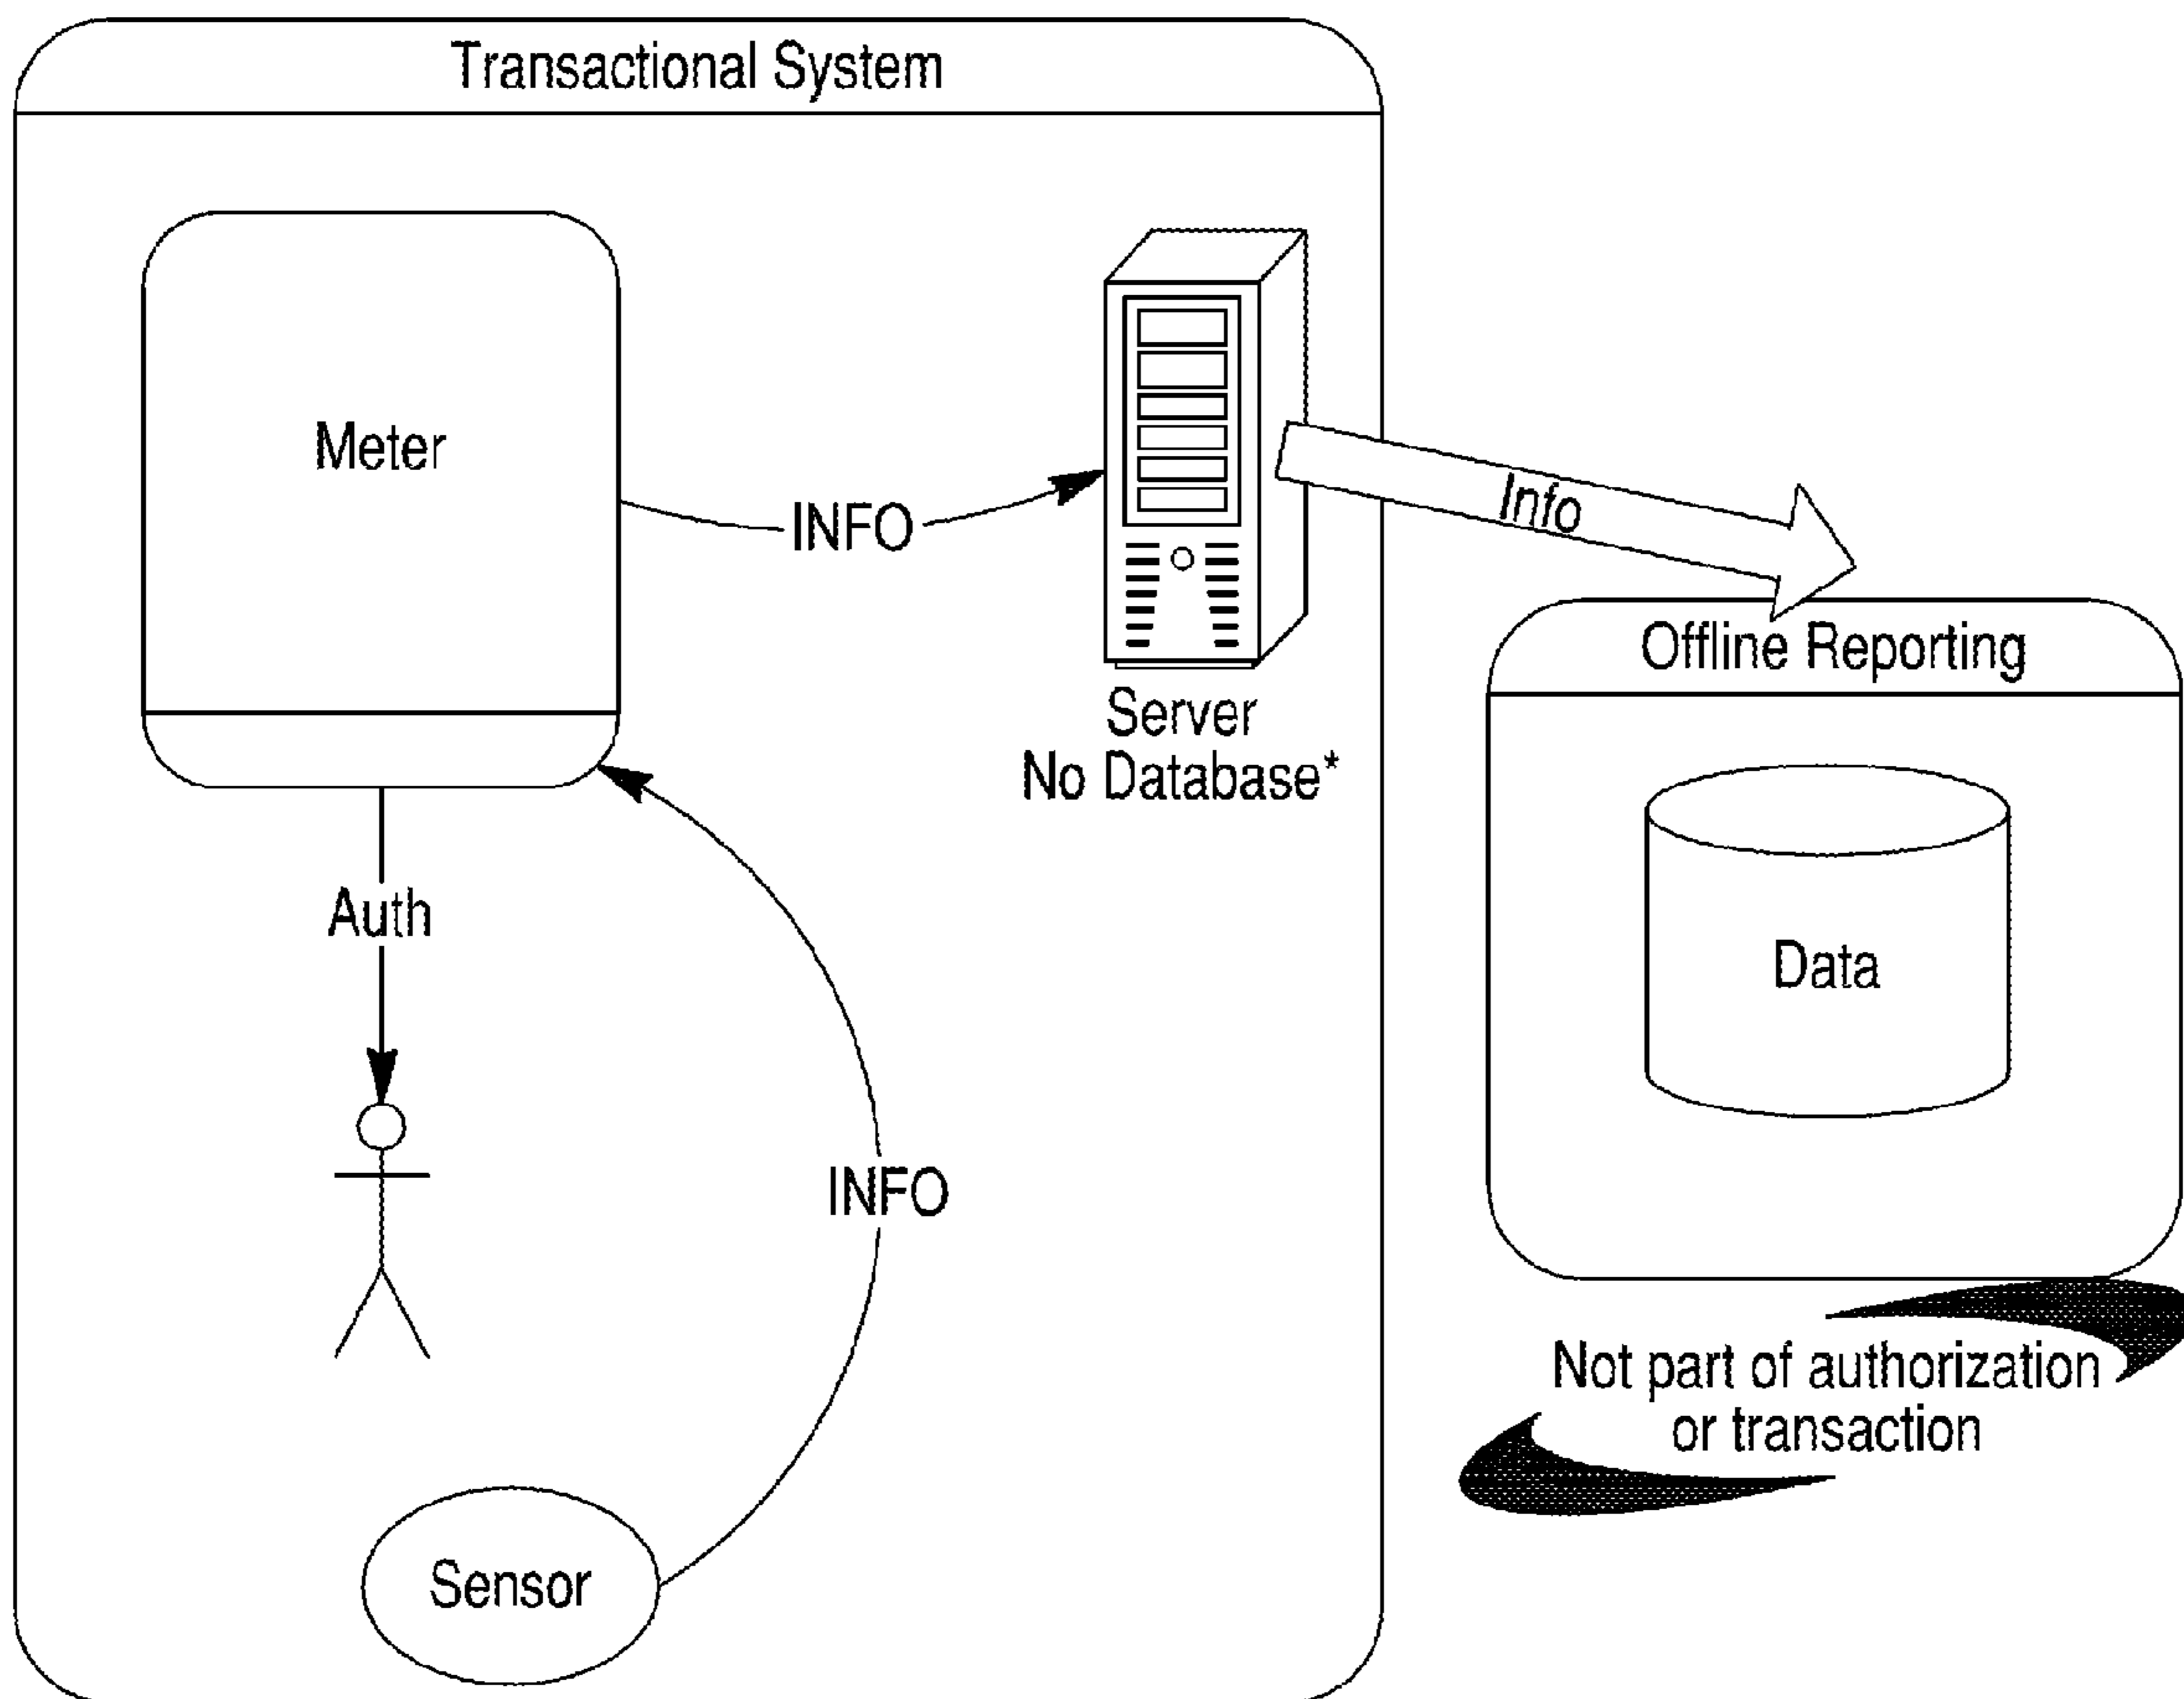 Transactional System
Meter
INFO
Info
Server
No Database*
Offline Reporting
Auth
Data
INFO
Sensor
Not part of authorization
or transaction